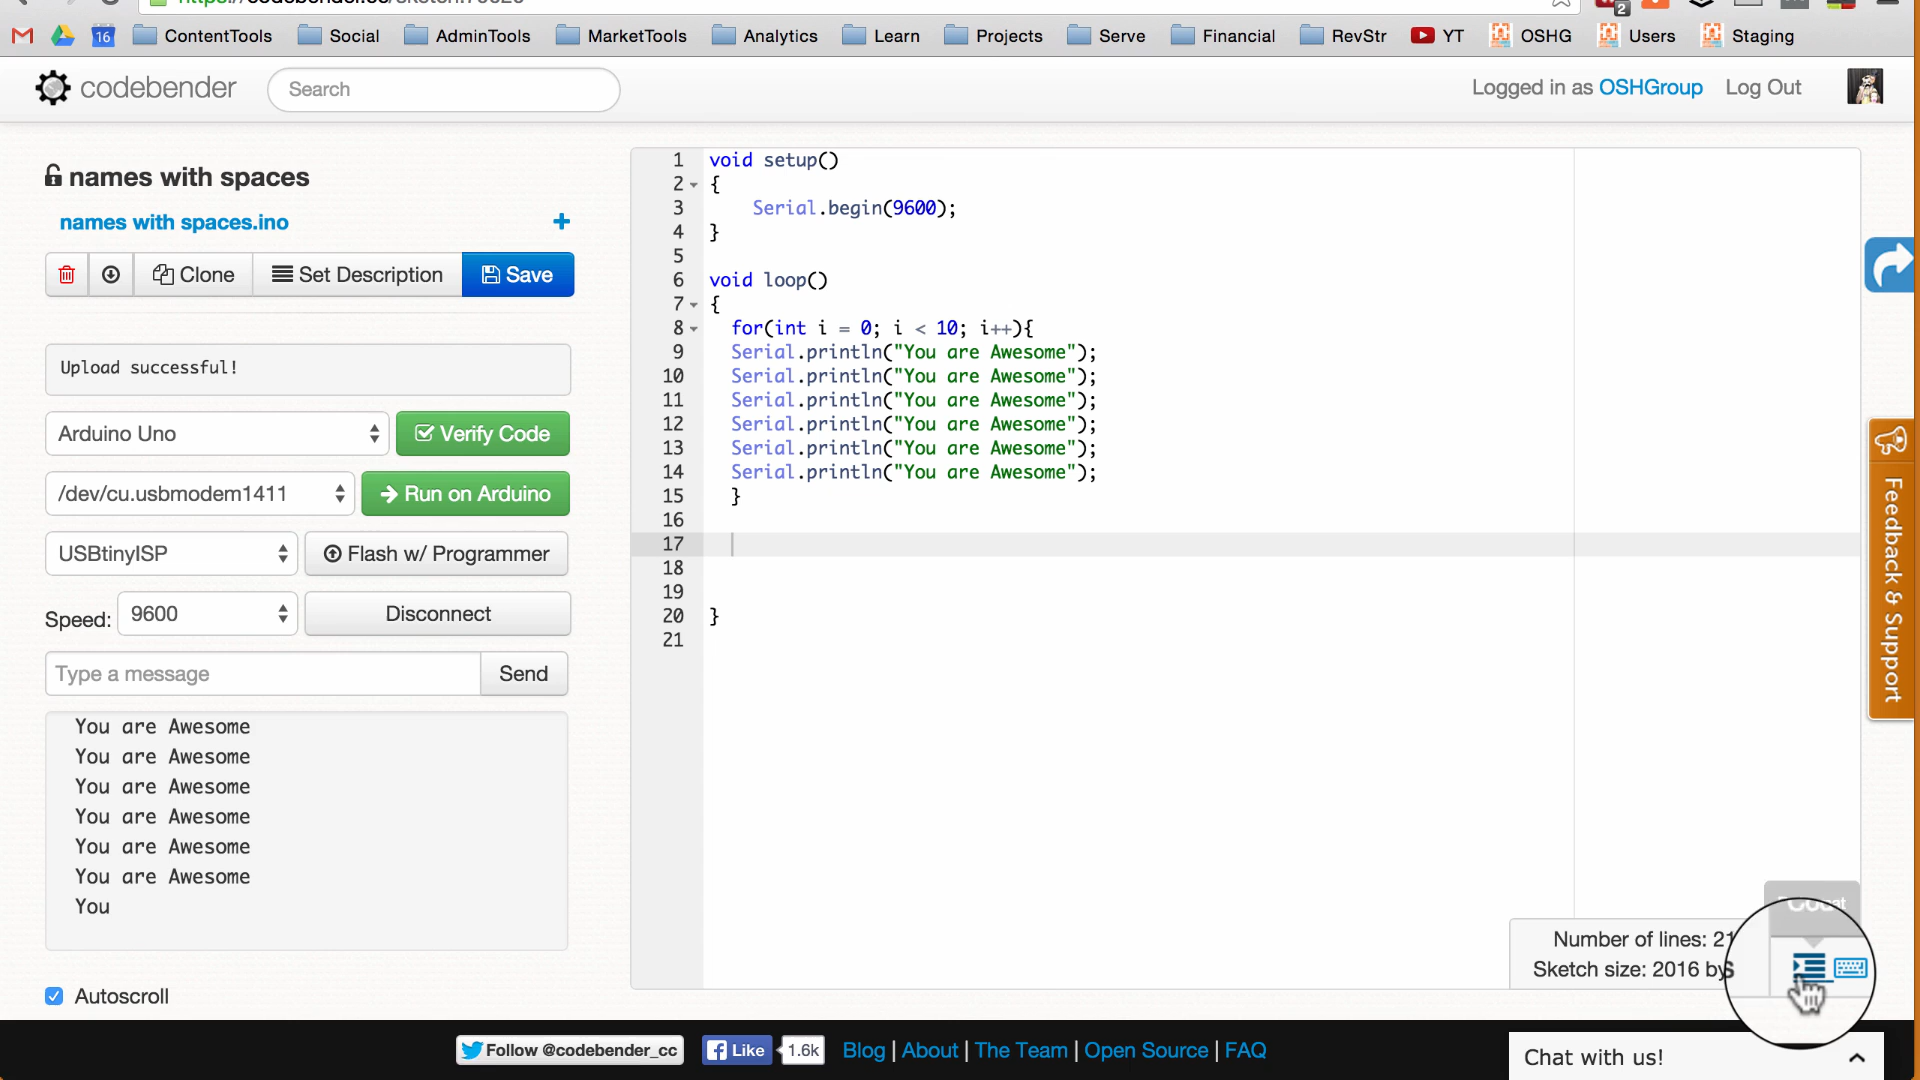 16 ContentTools Social AdminTools MarketTools Analytics Learn Projects Serve Financial RevStr YT OSHG Users Staging
2
codebender Search Logged in as OSHGroup Log Out
names with spaces
names with spaces.ino
Clone Set Description Save
Upload successful!
Arduino Uno Verify Code
/dev/cu.usbmodem1411 Run on Arduino
USBtinyISP Flash w/ Programmer
Speed: 9600 Disconnect
Type a message Send
You are Awesome
You are Awesome
You are Awesome
You are Awesome
You are Awesome
You are Awesome
You
Autoscroll
1 void setup()
2 {
3 Serial.begin(9600);
4 }
5
6 void loop()
7 {
8 for(int i = 0; i < 10; i++){
9 Serial.println("You are Awesome");
10 Serial.println("You are Awesome");
11 Serial.println("You are Awesome");
12 Serial.println("You are Awesome");
13 Serial.println("You are Awesome");
14 Serial.println("You are Awesome");
15 }
16
17
18
19
20 }
21
Feedback & Support
Number of lines: 21
Sketch size: 2016
Follow @codebender_cc Like 1.6k Blog | About | The Team | Open Source | FAQ
Chat with us!